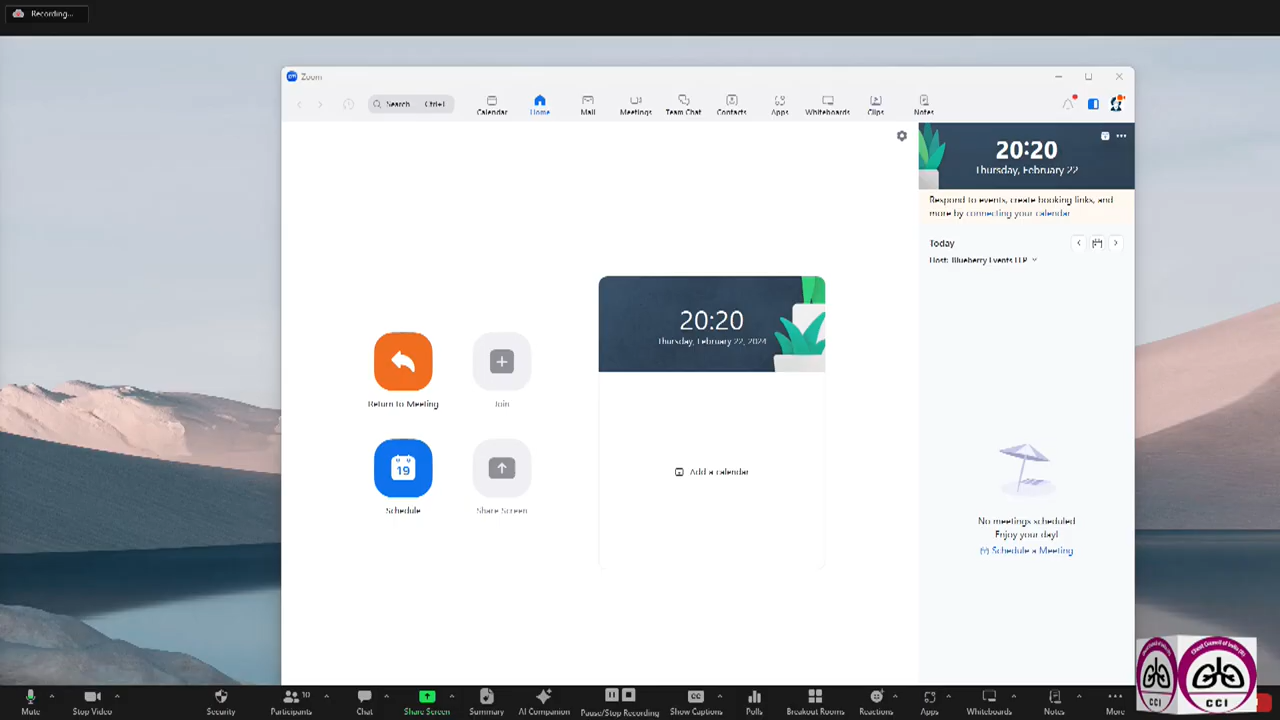 Recording...
Zoom
Search Ctrl+F
Calendar
Home
Mail
Meetings
Team Chat
Contacts
Apps
Whiteboards
Clips
Notes
20:20
Thursday, February 22
Respond to events, create booking links, and
more by connecting your calendar
Today
Host: Blueberry Events LLP
20:20
Thursday, February 22, 2024
Return to Meeting
Join
19
Schedule
Share Screen
Add a calendar
No meetings scheduled
Enjoy your day!
Schedule a Meeting
CCI
CCI
Mute
Stop Video
Security
Participants 10
Chat
Share Screen
Summary
AI Companion
Pause/Stop Recording
CC
Show Captions
Polls
Breakout Rooms
Reactions
Apps
Whiteboards
Notes
More